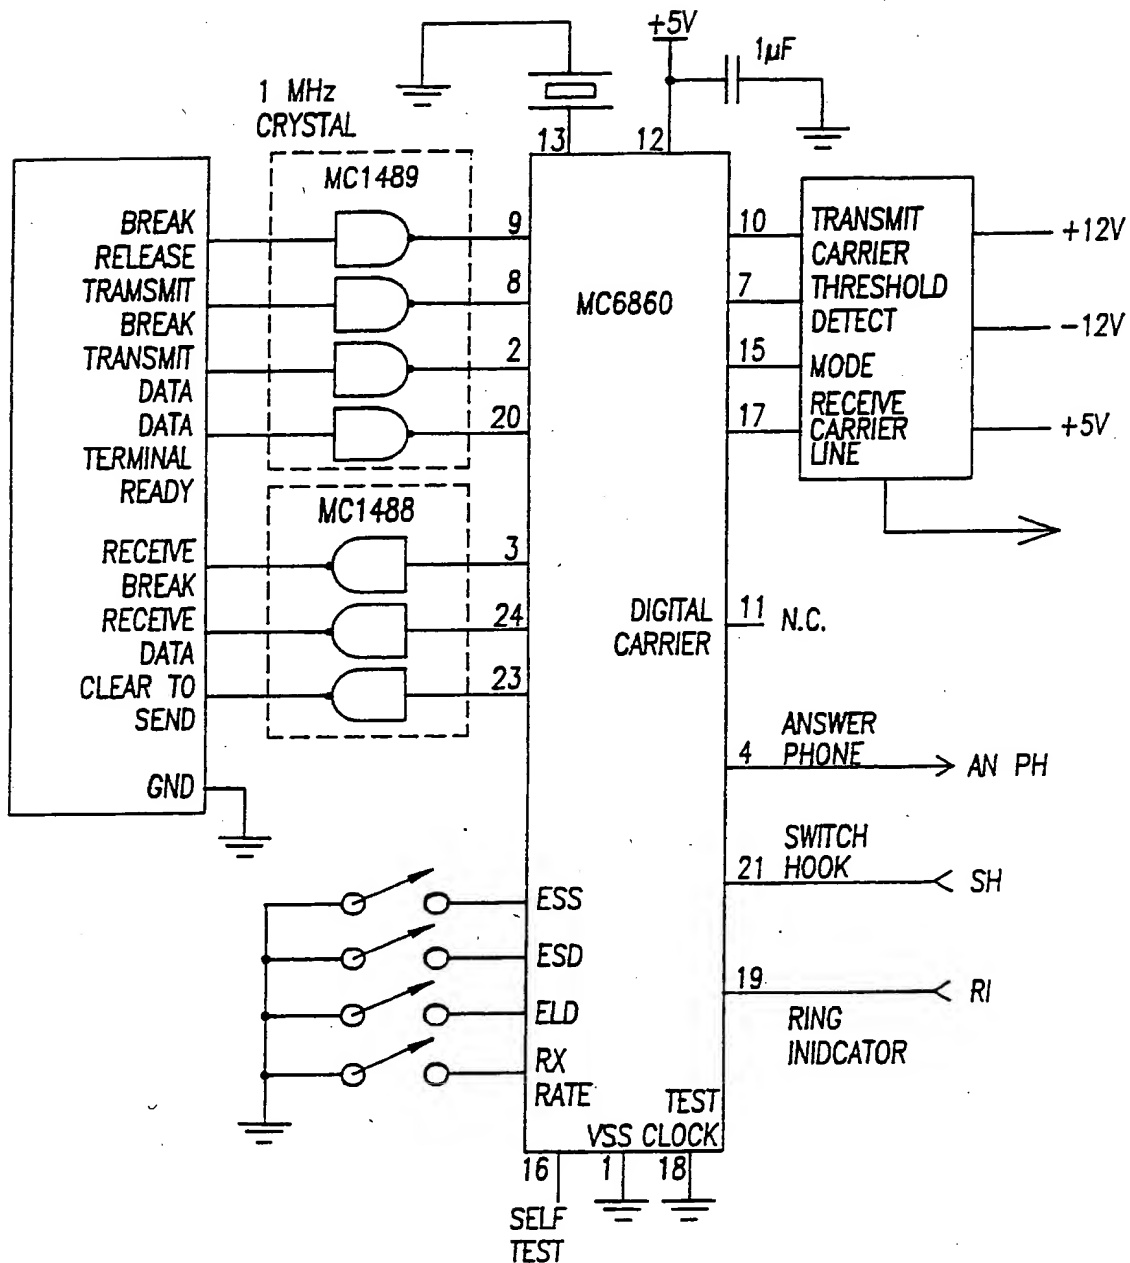 +5V
1µF
1 MHz
CRYSTAL
13
12
MC1489
BREAK
RELEASE
TRAMSMIT
BREAK
TRANSMIT
DATA
DATA
TERMINAL
READY
9
8
2
20
MC6860
10
7
15
17
TRANSMIT
CARRIER
THRESHOLD
DETECT
MODE
RECEIVE
CARRIER
LINE
+12V
-12V
+5V
MC1488
RECEIVE
BREAK
RECEIVE
DATA
CLEAR TO
SEND
GND
3
24
23
DIGITAL
CARRIER
11
N.C.
ANSWER
PHONE
4
AN PH
SWITCH
HOOK
21
SH
19
RI
RING
INIDCATOR
ESS
ESD
ELD
RX
RATE
TEST
VSS CLOCK
16
1
18
SELF
TEST